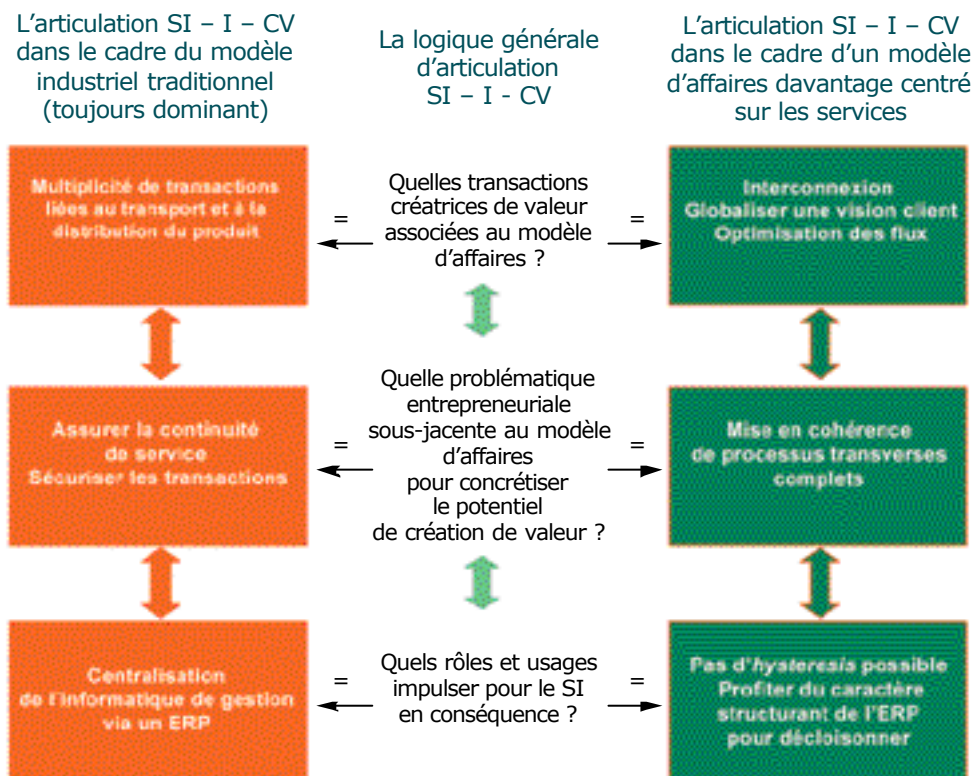 L’articulation SI – I – CV
dans le cadre du modèle
industriel traditionnel
(toujours dominant)
La logique générale
d’articulation
SI – I - CV
L’articulation SI – I – CV
dans le cadre d’un modèle
d’affaires davantage centré
sur les services
Multiplicité de transactions
liées au transport et à la
distribution du produit
=
Quelles transactions
créatrices de valeur
associées au modèle
d’affaires ?
=
Interconnexion
Globaliser une vision client
Optimisation des flux
Assurer la continuité
de service
Sécuriser les transactions
=
Quelle problématique
entrepreneuriale
sous-jacente au modèle
d’affaires
pour concrétiser
le potentiel
de création de valeur ?
=
Mise en cohérence
de processus transverses
complets
Centralisation
de l’informatique de gestion
via un ERP
=
Quels rôles et usages
impulser pour le SI
en conséquence ?
=
Pas d’hysteresis possible
Profiter du caractère
structurant de l’ERP
pour décloisonner